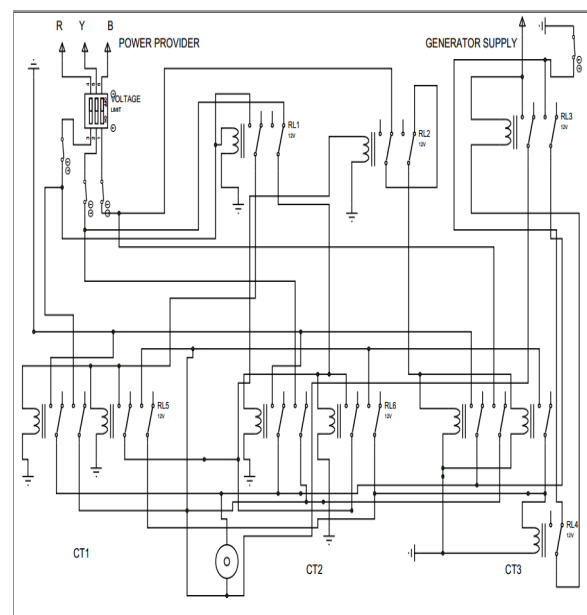 R Y B
POWER PROVIDER
GENERATOR SUPPLY
VOLTAGE
LIMIT
RL1
12V
RL2
12V
RL3
12V
RL5
12V
RL6
12V
RL4
12V
CT1
CT2
CT3